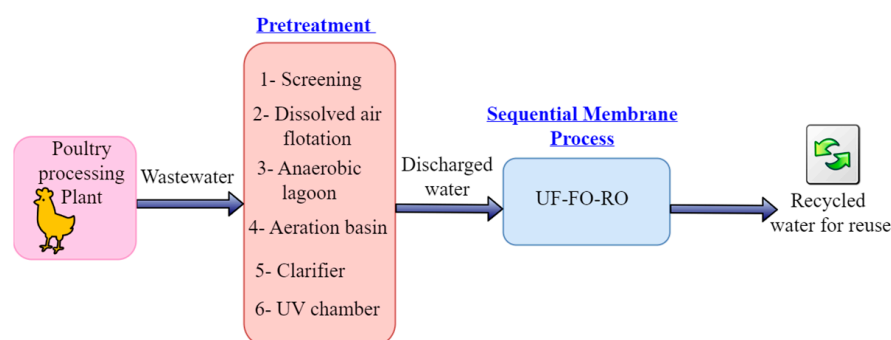 Pretreatment
1- Screening
2- Dissolved air
flotation
3- Anaerobic
lagoon
4- Aeration basin
5- Clarifier
6- UV chamber
Poultry
processing
Plant
Wastewater
Discharged
water
Sequential Membrane
Process
UF-FO-RO
Recycled
water for reuse